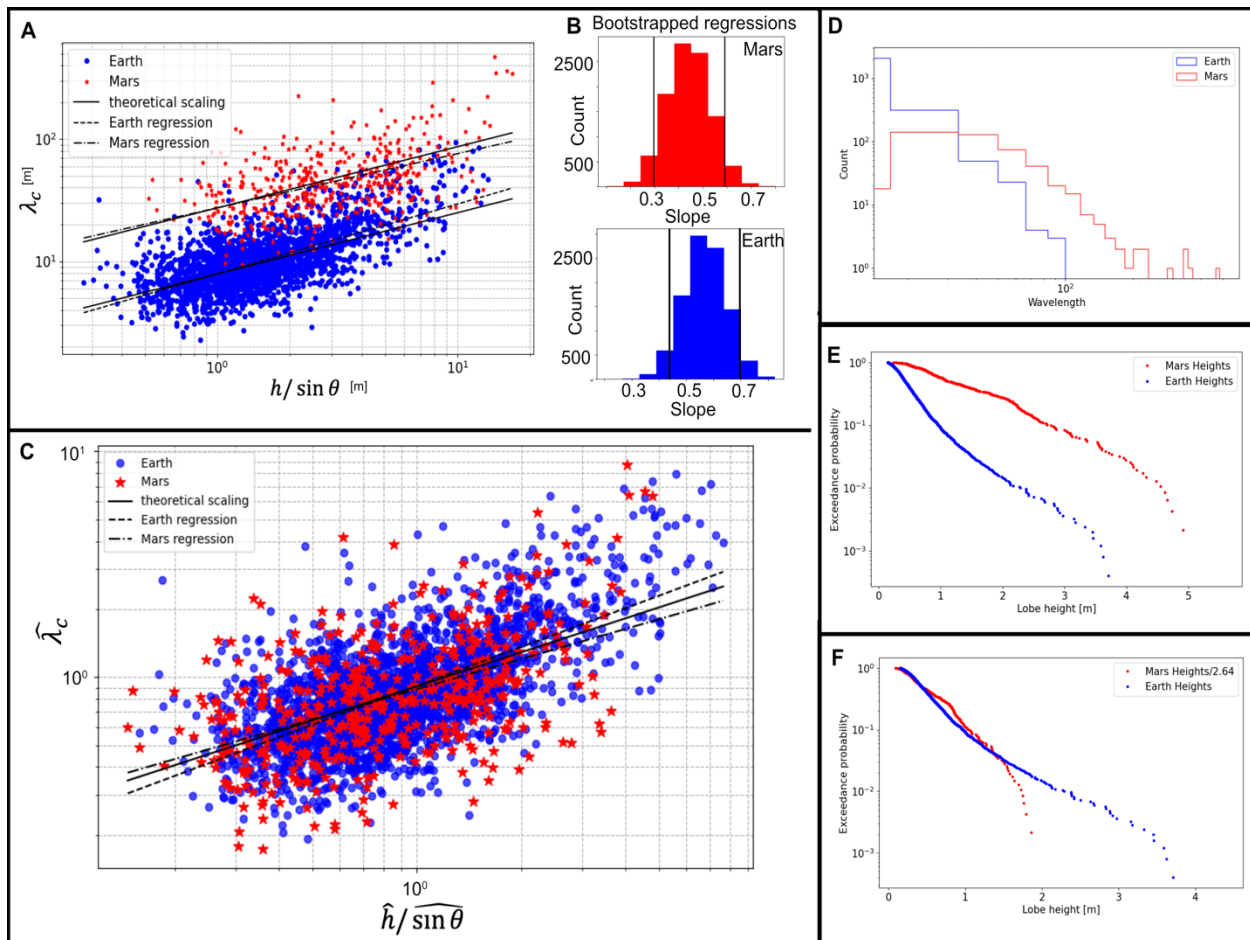 A
Earth
Mars
theoretical scaling
Earth regression
Mars regression
10²
10¹
λc [m]
10⁰
10¹
h/ sin θ [m]
B
Bootstrapped regressions
Mars
2500
500
Count
0.3
0.5
0.7
Slope
Earth
2500
500
Count
0.3
0.5
0.7
Slope
C
Earth
Mars
theoretical scaling
Earth regression
Mars regression
10¹
10⁰
λ̂c
10⁰
ĥ/ sin θ̂
D
Earth
Mars
10³
10²
10¹
10⁰
Count
10²
Wavelength
E
Mars Heights
Earth Heights
10⁰
10⁻¹
10⁻²
10⁻³
Exceedance probability
0
1
2
3
4
5
Lobe height [m]
F
Mars Heights/2.64
Earth Heights
10⁰
10⁻¹
10⁻²
10⁻³
Exceedance probability
0
1
2
3
4
Lobe height [m]